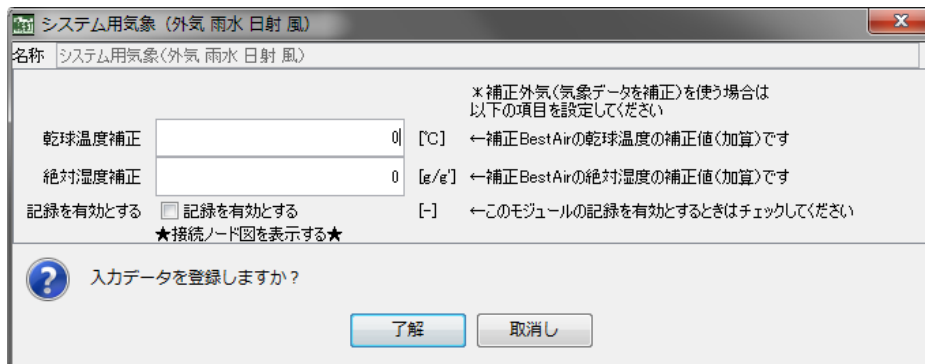 システム用気象（外気 雨水 日射 風）
名称 システム用気象（外気 雨水 日射 風）
＊補正外気（気象データを補正）を使う場合は
以下の項目を設定してください
乾球温度補正 0 [℃] ←補正BestAirの乾球温度の補正値（加算）です
絶対湿度補正 0 [g/g'] ←補正BestAirの絶対湿度の補正値（加算）です
記録を有効とする 記録を有効とする [-] ←このモジュールの記録を有効とするときはチェックしてください
★接続ノード図を表示する★
入力データを登録しますか？
了解 取消し